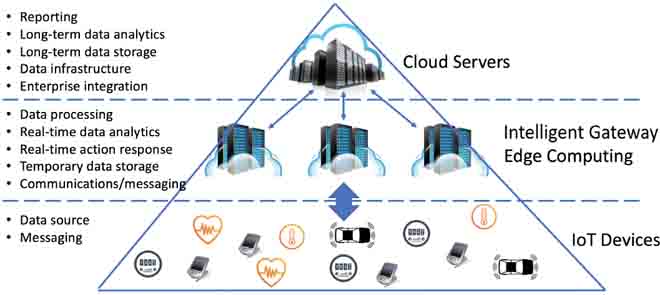 • Reporting
• Long-term data analytics
• Long-term data storage
• Data infrastructure
• Enterprise integration
Cloud Servers
• Data processing
• Real-time data analytics
• Real-time action response
• Temporary data storage
• Communications/messaging
Intelligent Gateway
Edge Computing
• Data source
• Messaging
IoT Devices